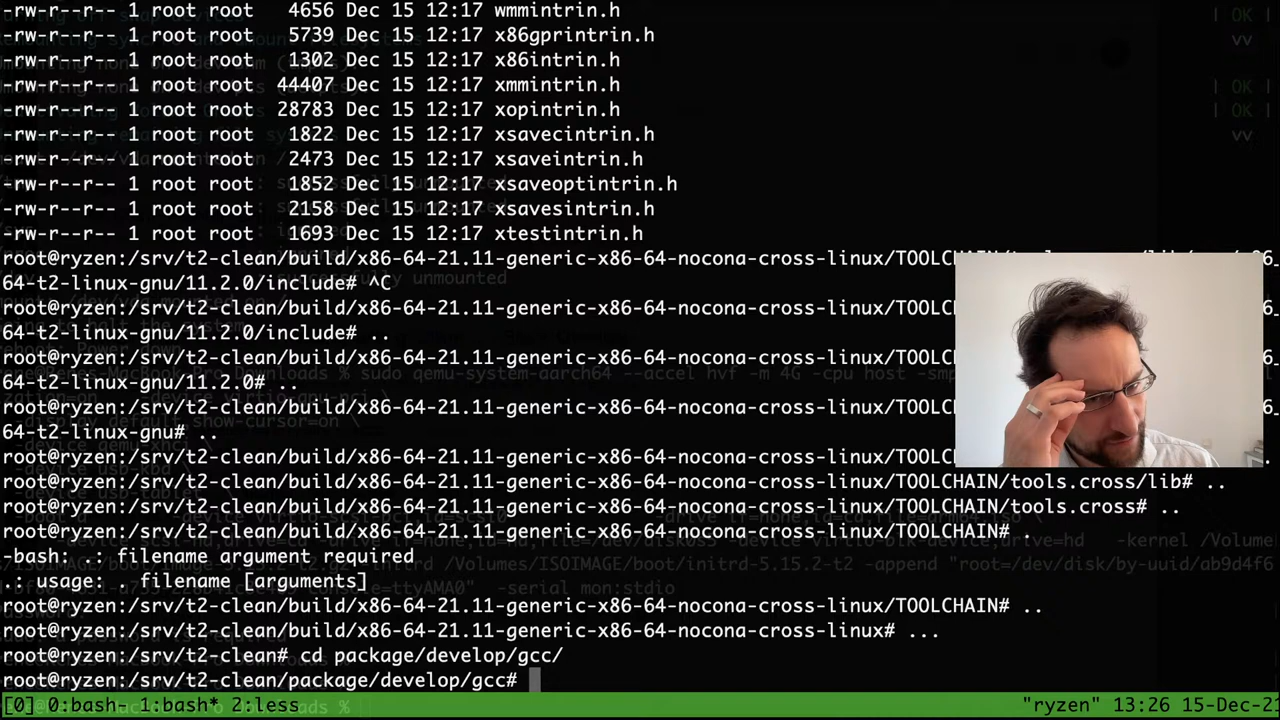 -rw-r--r-- 1 root root    4656 Dec 15 12:17 wmmintrin.h
-rw-r--r-- 1 root root    5739 Dec 15 12:17 x86gprintrin.h
-rw-r--r-- 1 root root    1302 Dec 15 12:17 x86intrin.h
-rw-r--r-- 1 root root   44407 Dec 15 12:17 xmmintrin.h
-rw-r--r-- 1 root root   28783 Dec 15 12:17 xopintrin.h
-rw-r--r-- 1 root root    1822 Dec 15 12:17 xsavecintrin.h
-rw-r--r-- 1 root root    2473 Dec 15 12:17 xsaveintrin.h
-rw-r--r-- 1 root root    1852 Dec 15 12:17 xsaveoptintrin.h
-rw-r--r-- 1 root root    2158 Dec 15 12:17 xsavesintrin.h
-rw-r--r-- 1 root root    1693 Dec 15 12:17 xtestintrin.h
root@ryzen:/srv/t2-clean/build/x86-64-21.11-generic-x86-64-nocona-cross-linux/TOOLCHAIN/
64-t2-linux-gnu/11.2.0/include# ^C
root@ryzen:/srv/t2-clean/build/x86-64-21.11-generic-x86-64-nocona-cross-linux/TOOLCHAIN
64-t2-linux-gnu/11.2.0/include# ..
root@ryzen:/srv/t2-clean/build/x86-64-21.11-generic-x86-64-nocona-cross-linux/TOOLC
64-t2-linux-gnu/11.2.0# ..
root@ryzen:/srv/t2-clean/build/x86-64-21.11-generic-x86-64-nocona-cross-linux/TOOLC
64-t2-linux-gnu# ..
root@ryzen:/srv/t2-clean/build/x86-64-21.11-generic-x86-64-nocona-cross-linux/TOOLC
root@ryzen:/srv/t2-clean/build/x86-64-21.11-generic-x86-64-nocona-cross-linux/TOOLCHAIN/tools.cross/lib# ..
root@ryzen:/srv/t2-clean/build/x86-64-21.11-generic-x86-64-nocona-cross-linux/TOOLCHAIN/tools.cross# ..
root@ryzen:/srv/t2-clean/build/x86-64-21.11-generic-x86-64-nocona-cross-linux/TOOLCHAIN# .
-bash: .: filename argument required
.: usage: . filename [arguments]
root@ryzen:/srv/t2-clean/build/x86-64-21.11-generic-x86-64-nocona-cross-linux/TOOLCHAIN# ..
root@ryzen:/srv/t2-clean/build/x86-64-21.11-generic-x86-64-nocona-cross-linux# ...
root@ryzen:/srv/t2-clean# cd package/develop/gcc/
root@ryzen:/srv/t2-clean/package/develop/gcc#
[0] 0:bash- 1:bash* 2:less "ryzen" 13:26 15-Dec-21